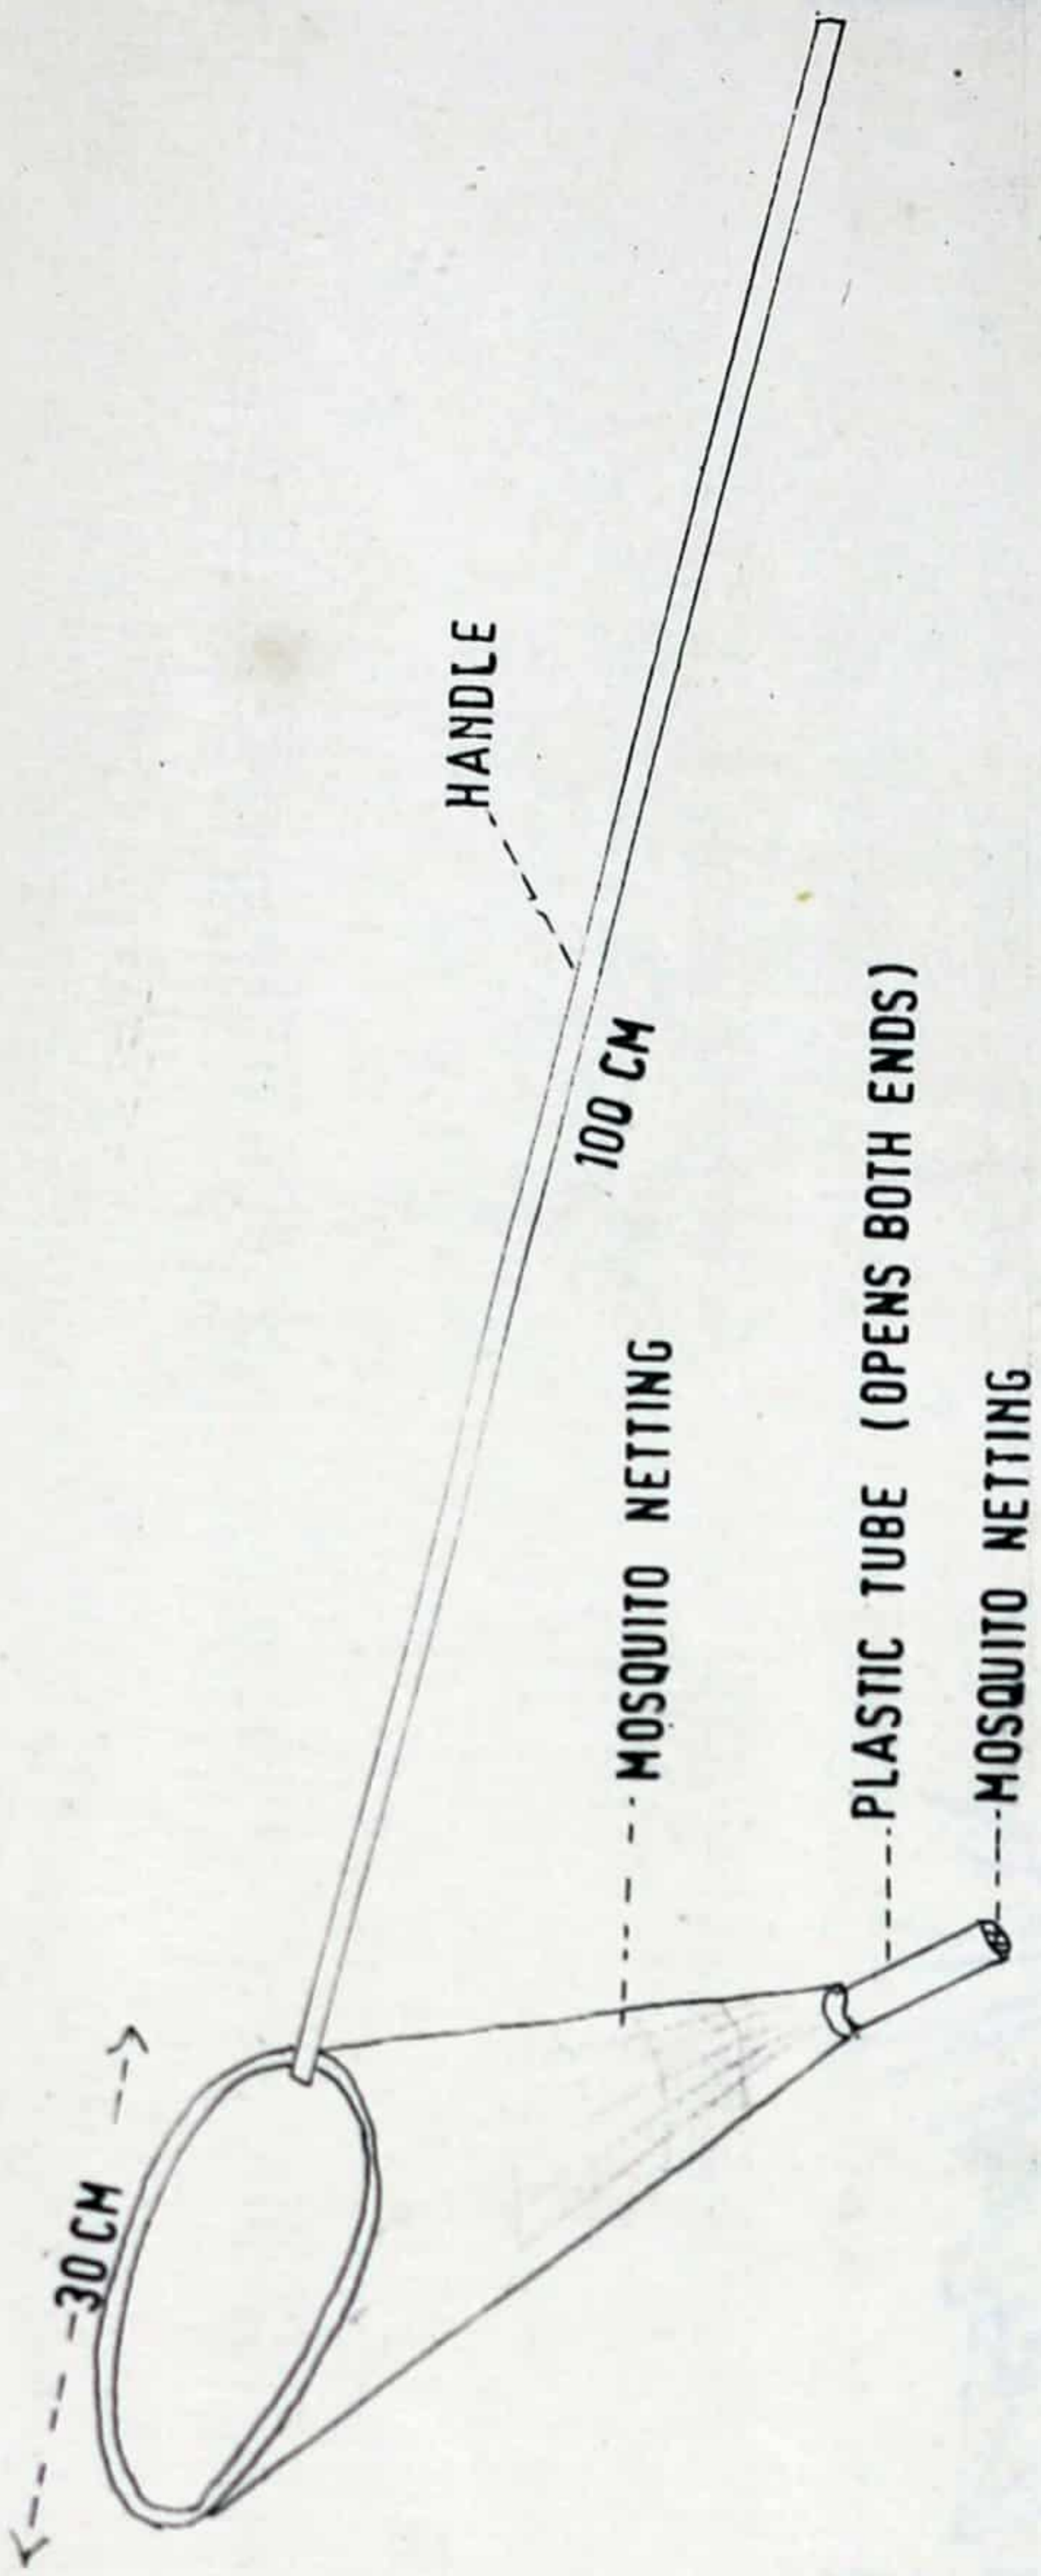 30 CM
HANDLE
100 CM
MOSQUITO NETTING
PLASTIC TUBE (OPENS BOTH ENDS)
MOSQUITO NETTING